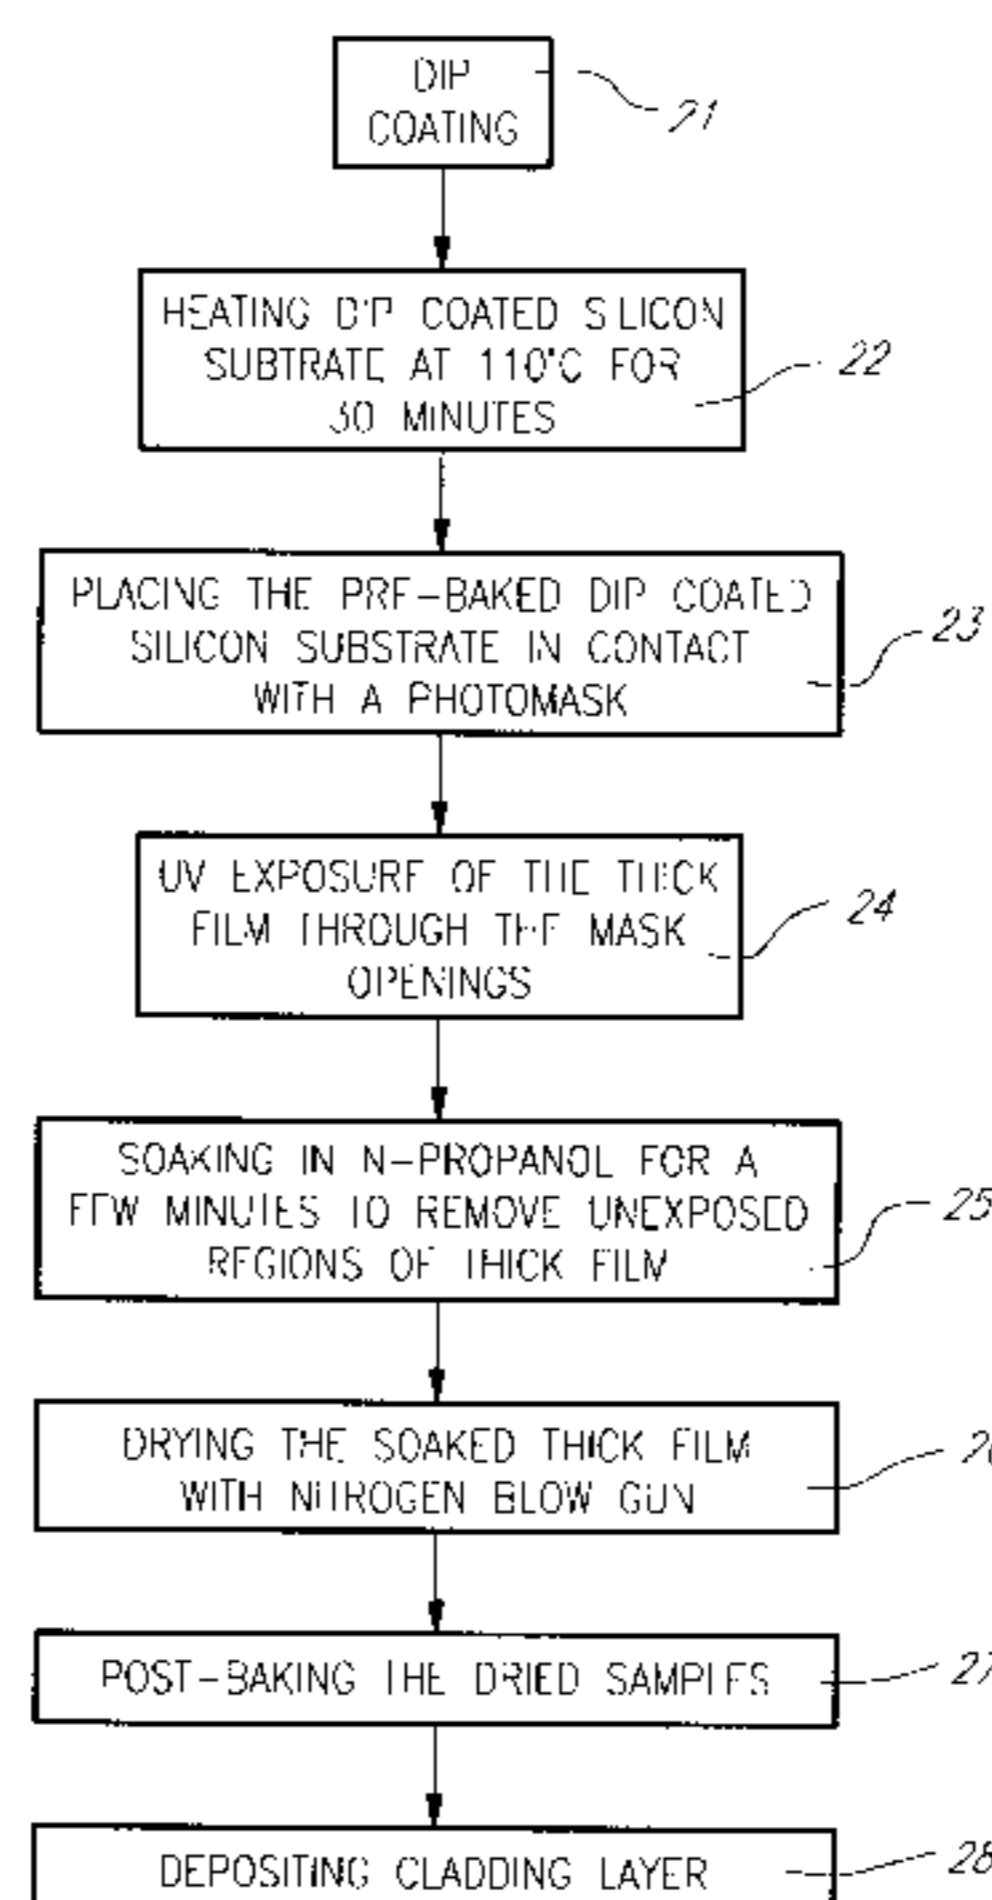 DIP
COATING
21
HEATING DIP COATED SILICON
SUBTRATE AT 110°C FOR
30 MINUTES
22
PLACING THE PRE-BAKED DIP COATED
SILICON SUBSTRATE IN CONTACT
WITH A PHOTOMASK
23
UV EXPOSURE OF THE THICK
FILM THROUGH THE MASK
OPENINGS
24
SOAKING IN N-PROPANOL FOR A
FEW MINUTES TO REMOVE UNEXPOSED
REGIONS OF THICK FILM
25
DRYING THE SOAKED THICK FILM
WITH NITROGEN BLOW GUN
26
POST-BAKING THE DRIED SAMPLES
27
DEPOSITING CLADDING LAYER
28